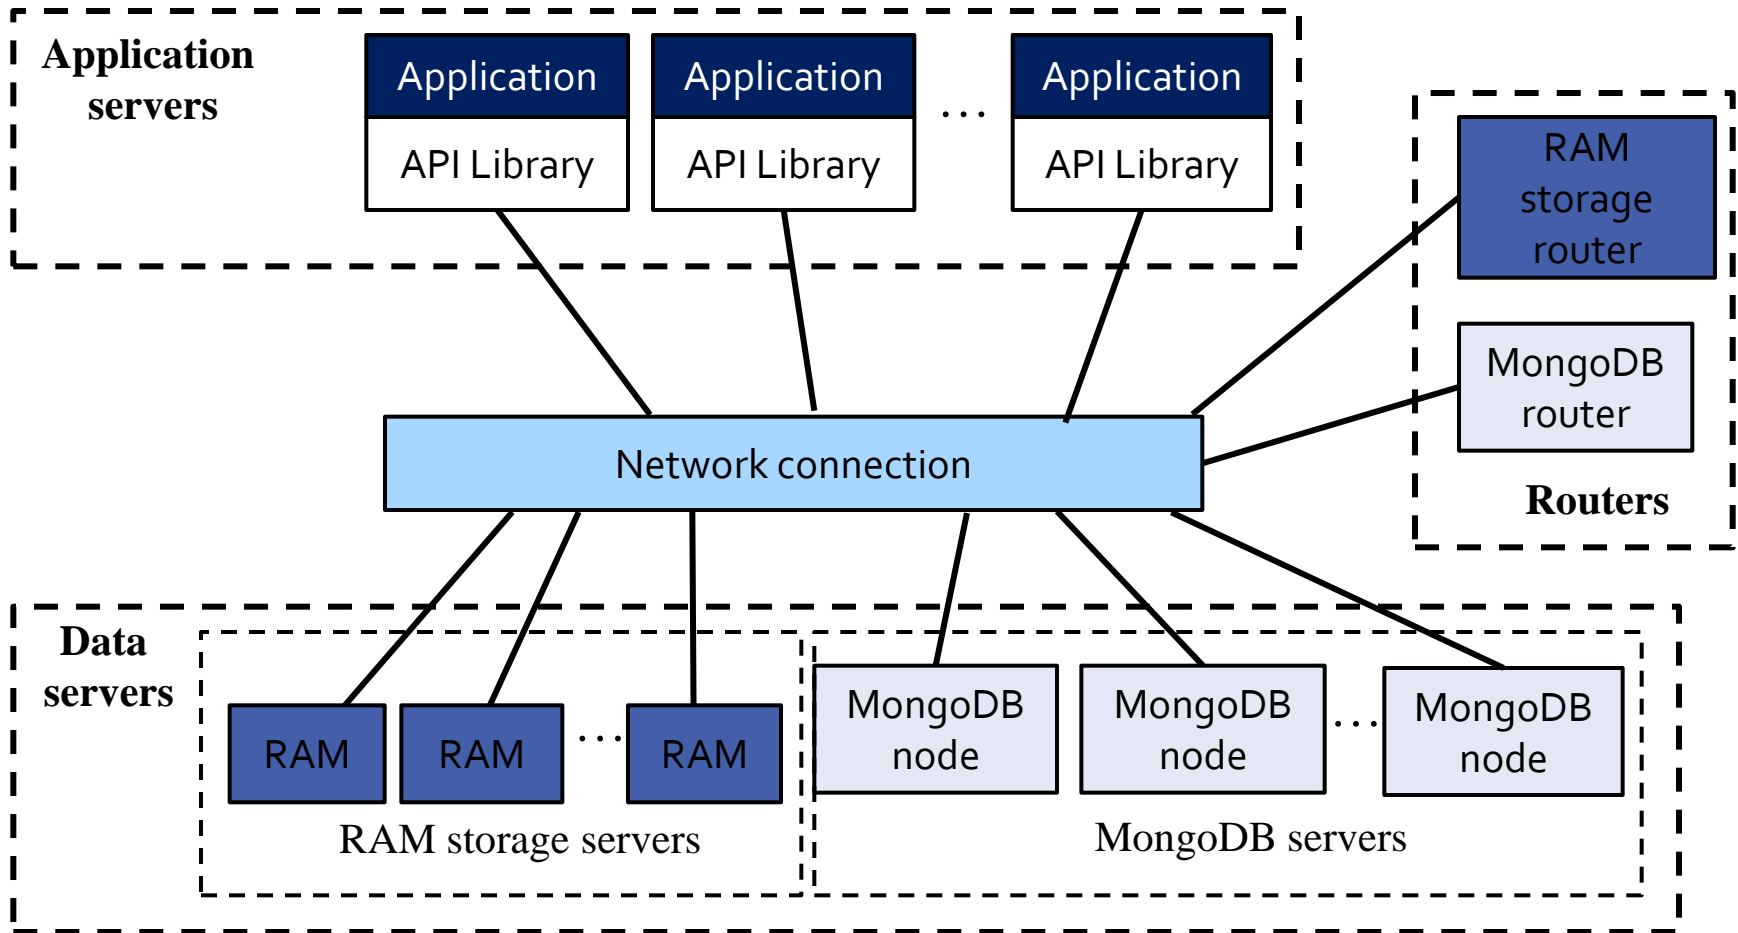 Application
servers
Application
API Library
Application
API Library
...
Application
API Library
RAM
storage
router
MongoDB
router
Routers
Network connection
Data
servers
RAM
RAM
...
RAM
RAM storage servers
MongoDB
node
MongoDB
node
...
MongoDB
node
MongoDB servers